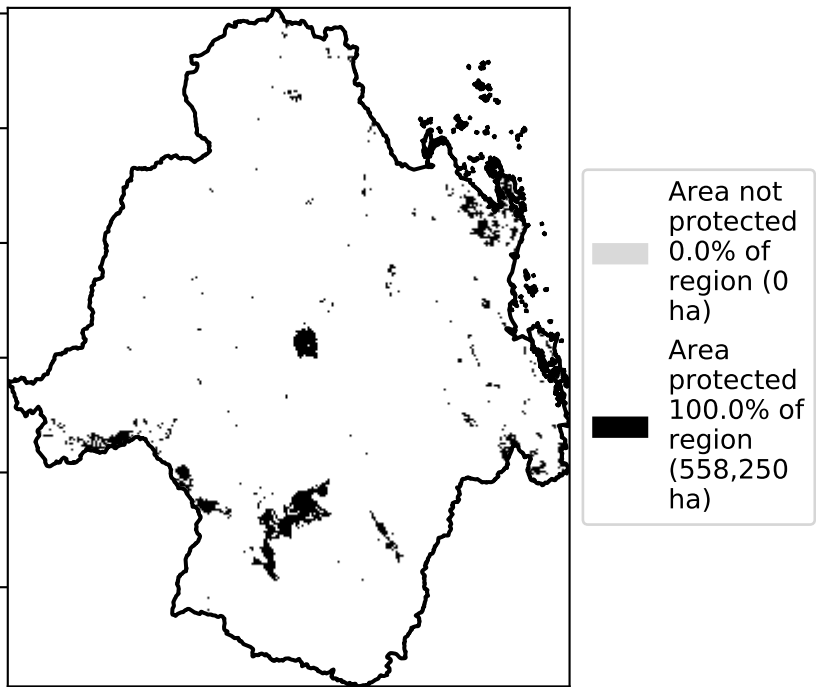 Area not
protected
0.0% of
region (0
ha)
Area
protected
100.0% of
region
(558,250
ha)